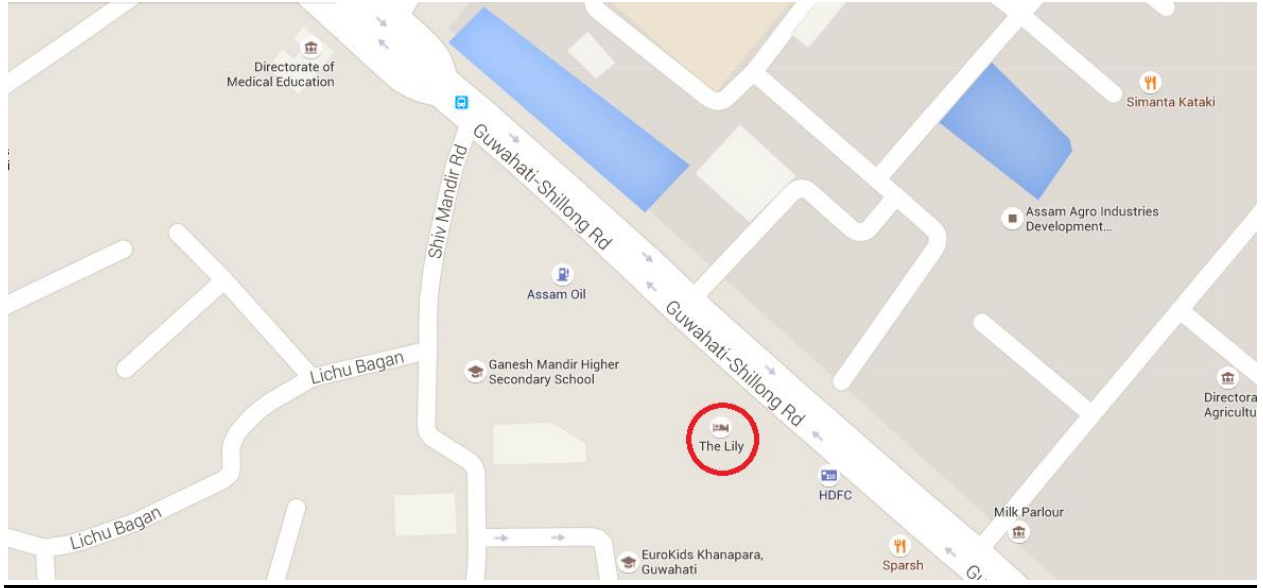 Directorate of
Medical Education
Simanta Kataki
Guwahati-Shillong Rd
Shiv Mandir Rd
Assam Agro Industries
Development...
Assam Oil
Guwahati-Shillong Rd
Lichu Bagan
Ganesh Mandir Higher
Secondary School
Directora
Agricultu
The Lily
HDFC
Milk Parlour
Lichu Bagan
EuroKids Khanapara,
Guwahati
Sparsh